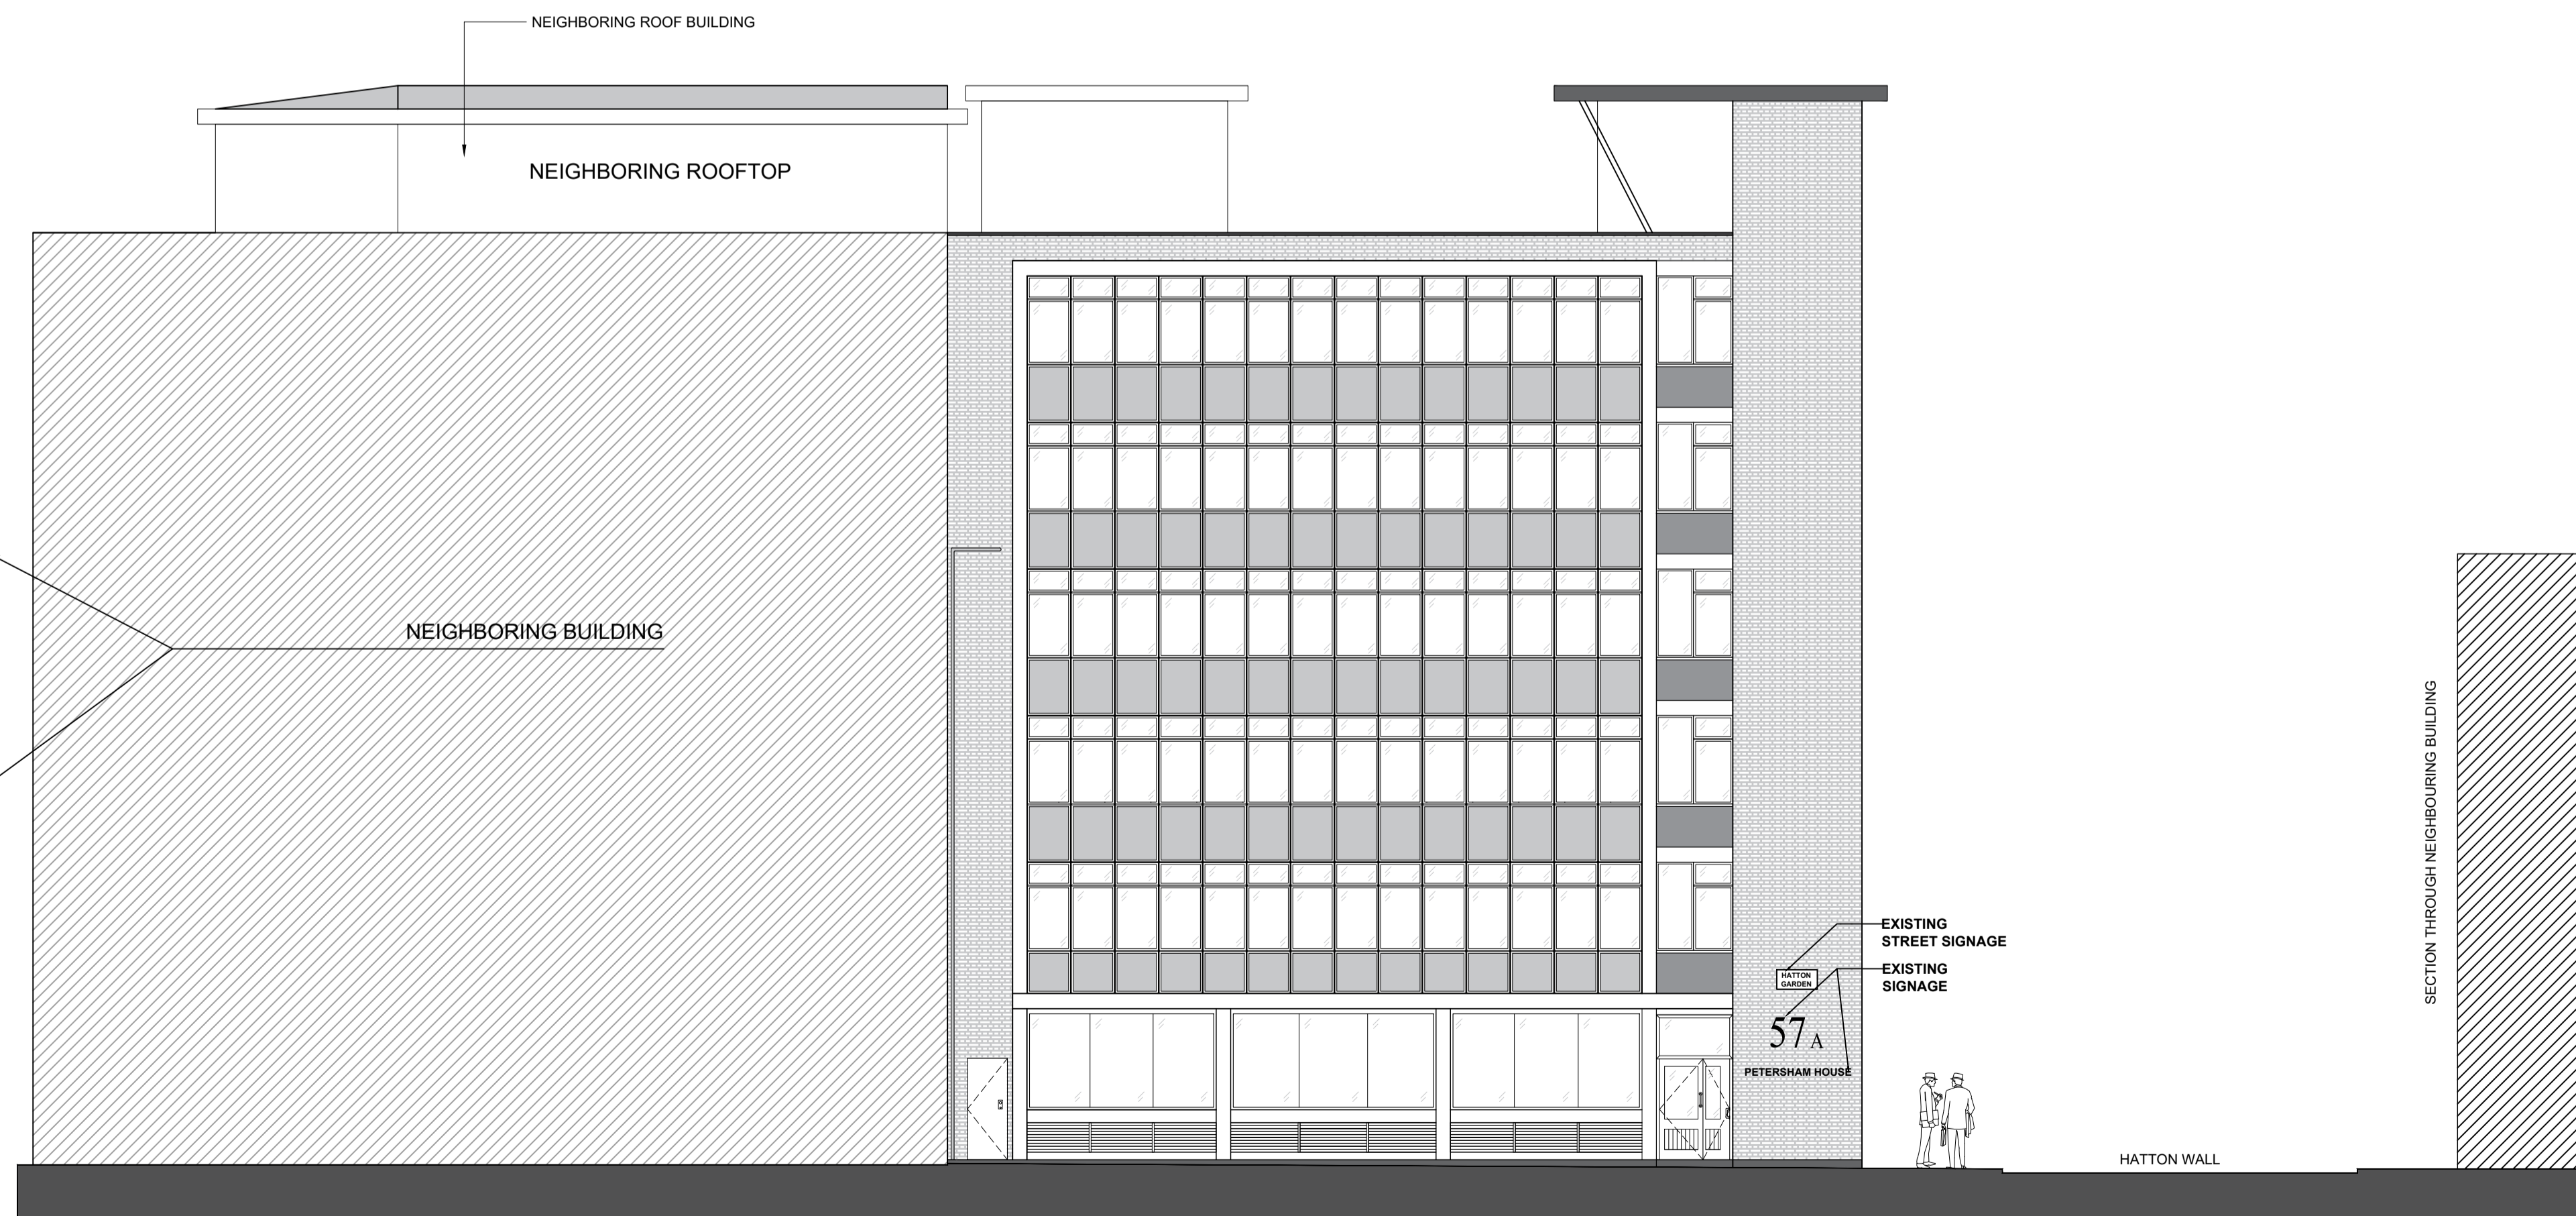 NEIGHBORING ROOF BUILDING
NEIGHBORING ROOFTOP
NEIGHBORING BUILDING
EXISTING
STREET SIGNAGE
EXISTING
SIGNAGE
HATTON
GARDEN
57A
PETERSHAM HOUSE
HATTON WALL
SECTION THROUGH NEIGHBOURING BUILDING